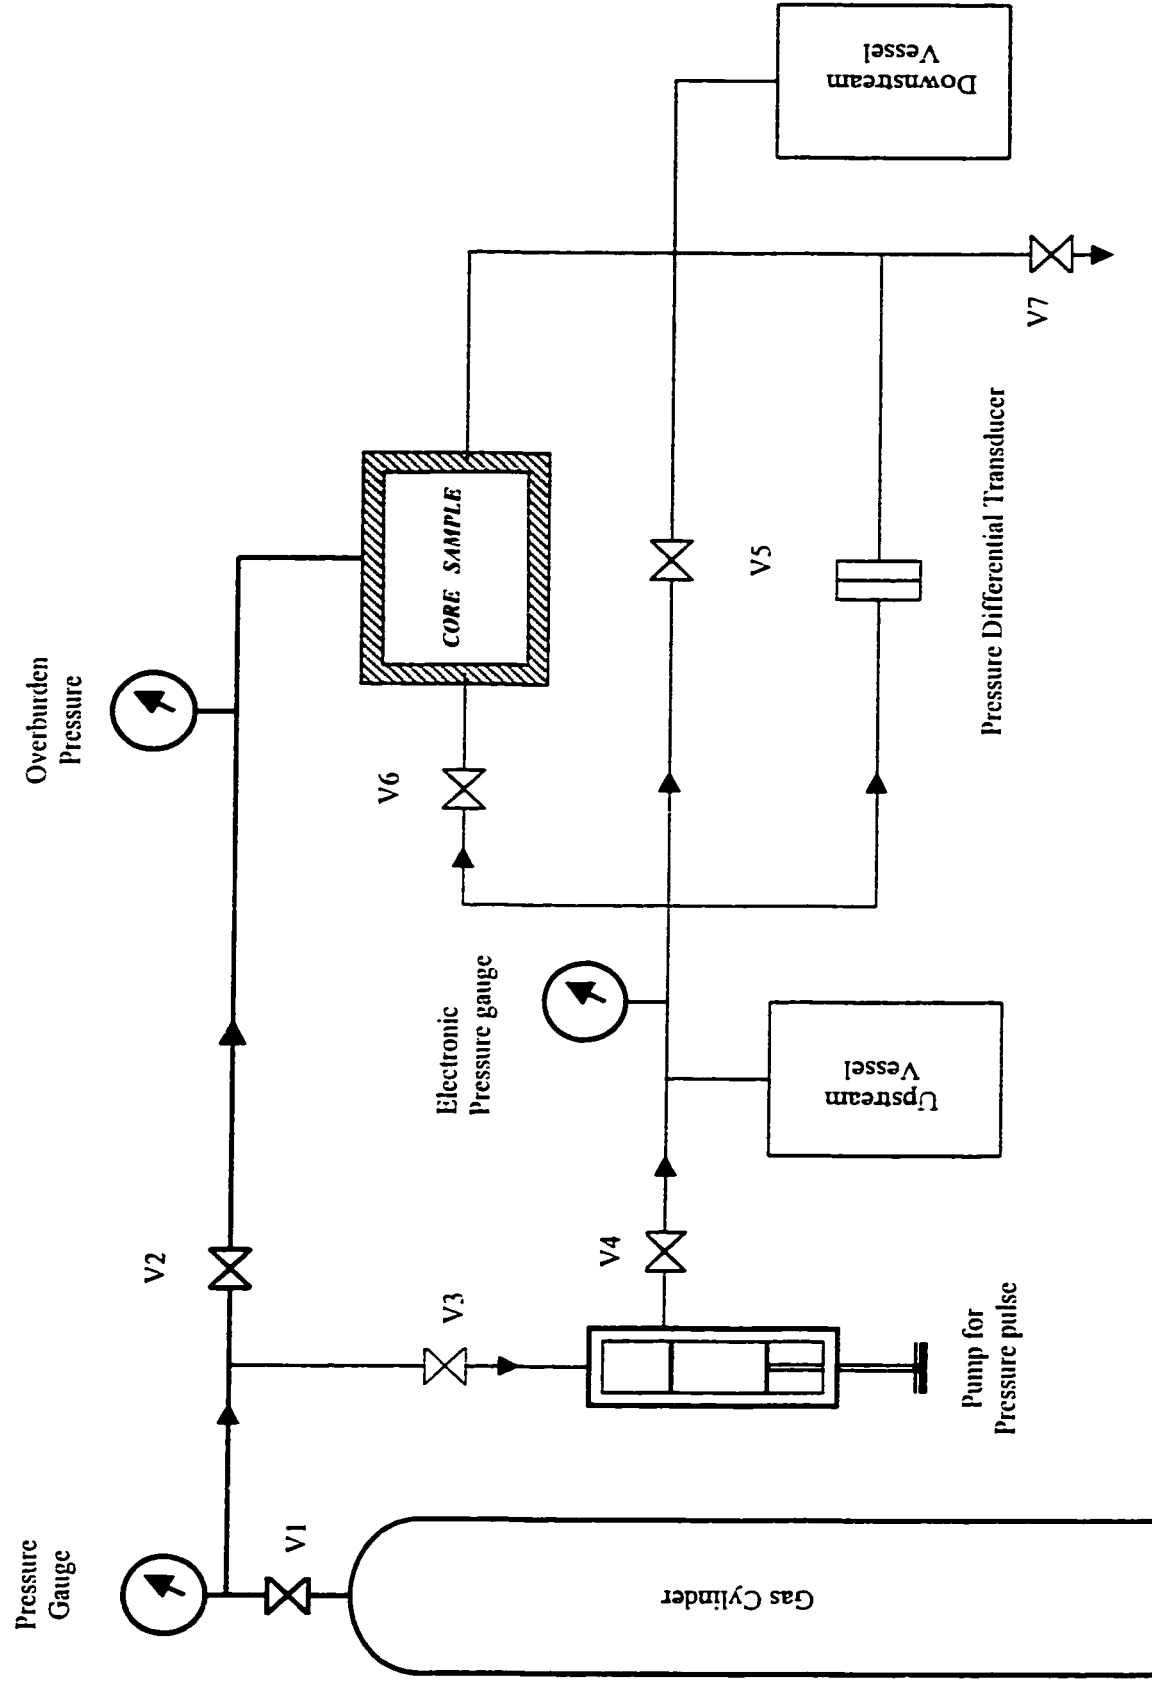 Pressure
Gauge
V1
Gas Cylinder
V2
V3
Pump for
Pressure pulse
V4
Upstream
Vessel
Electronic
Pressure gauge
Overburden
Pressure
V6
CORE SAMPLE
V5
Pressure Differential Transducer
V7
Downstream
Vessel